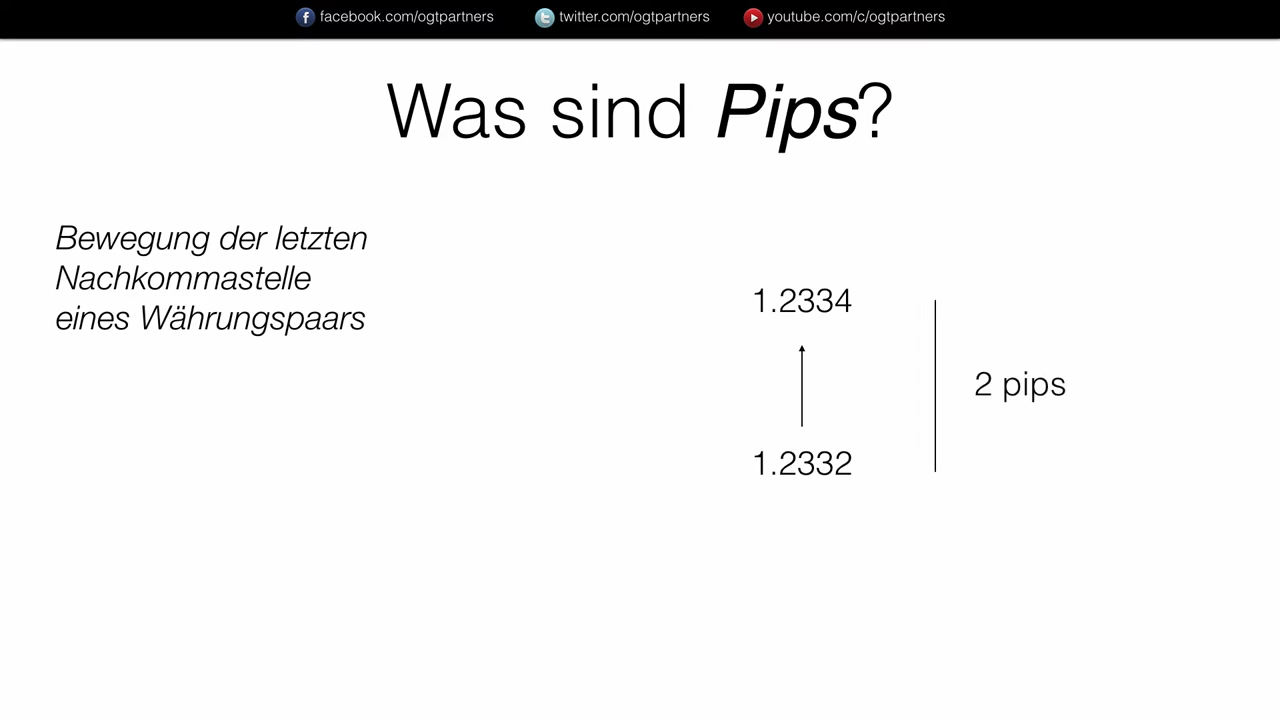 facebook.com/ogtpartners twitter.com/ogtpartners youtube.com/c/ogtpartners
Was sind Pips?
Bewegung der letzten
Nachkommastelle
eines Währungspaars
1.2334
2 pips
1.2332